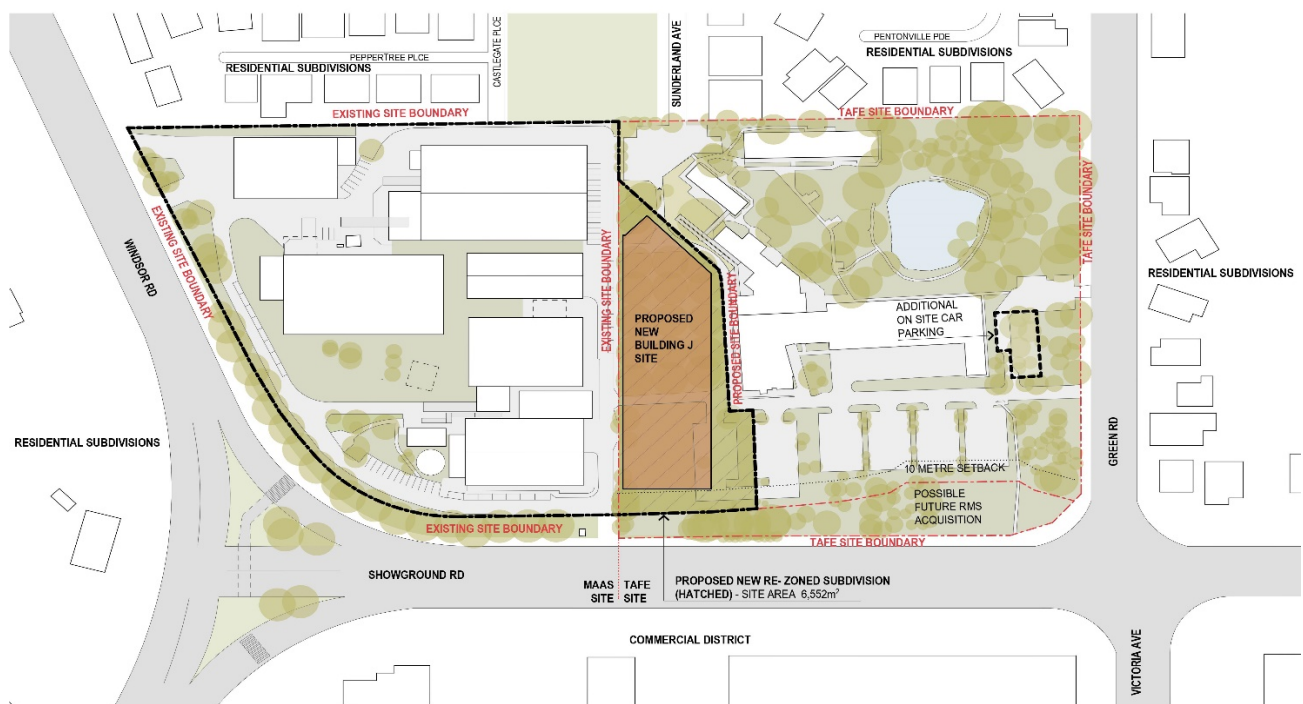 PEPPERTREE PLCE
RESIDENTIAL SUBDIVISIONS
CASTLEGATE PLCE
SUNDERLAND AVE
PENTONVILLE PDE
RESIDENTIAL SUBDIVISIONS
EXISTING SITE BOUNDARY
TAFE SITE BOUNDARY
EXISTING SITE BOUNDARY
WINDSOR RD
EXISTING SITE BOUNDARY
PROPOSED
NEW
BUILDING J
SITE
PROPOSED SITE BOUNDARY
ADDITIONAL
ON SITE CAR
PARKING
TAFE SITE BOUNDARY
RESIDENTIAL SUBDIVISIONS
GREEN RD
RESIDENTIAL SUBDIVISIONS
10 METRE SETBACK
POSSIBLE
FUTURE RMS
ACQUISITION
EXISTING SITE BOUNDARY
TAFE SITE BOUNDARY
SHOWGROUND RD
MAAS
SITE
TAFE
SITE
PROPOSED NEW RE- ZONED SUBDIVISION
(HATCHED) - SITE AREA 6,552m²
COMMERCIAL DISTRICT
VICTORIA AVE